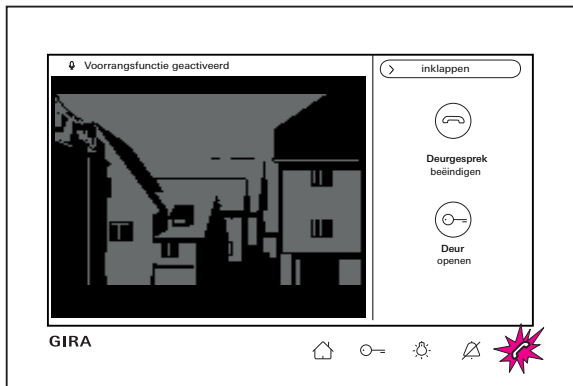 Voorrangsfunctie geactiveerd
inklappen
Deurgesprek
beëindigen
Deur
openen
GIRA